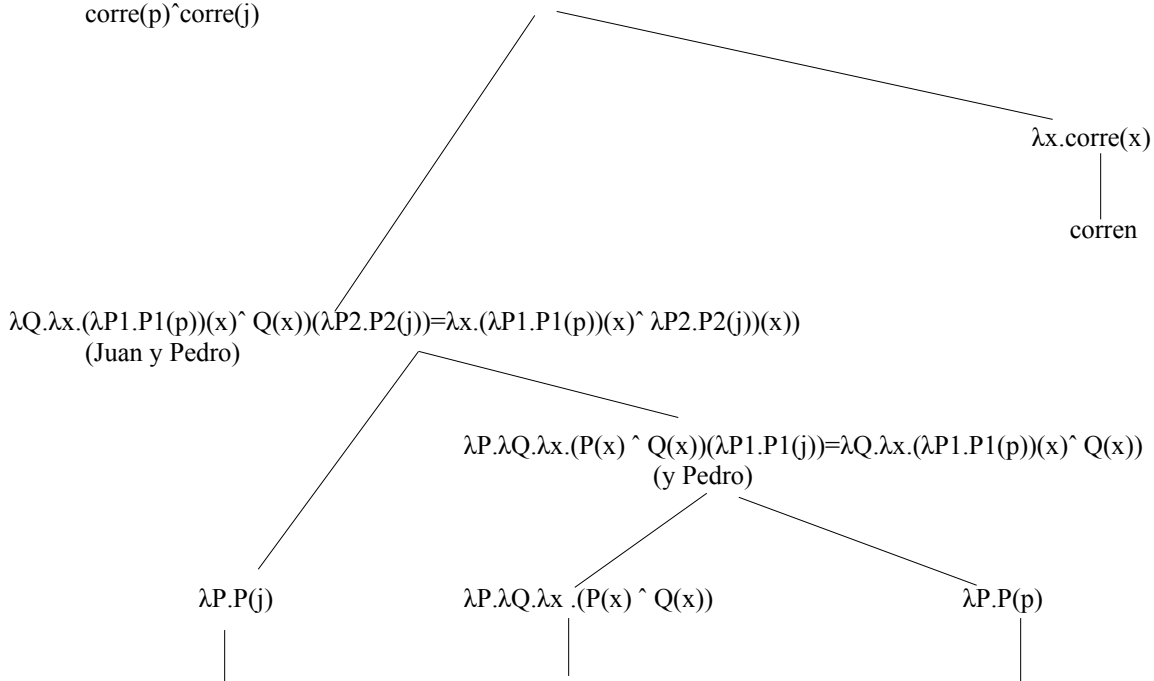 corre(p)ˆcorre(j)
λx.corre(x)
corren
λQ.λx.(λP1.P1(p))(x)ˆ Q(x))(λP2.P2(j))=λx.(λP1.P1(p))(x)ˆ λP2.P2(j))(x))
(Juan y Pedro)
λP.λQ.λx.(P(x) ˆ Q(x))(λP1.P1(j))=λQ.λx.(λP1.P1(p))(x)ˆ Q(x))
(y Pedro)
λP.P(j) λP.λQ.λx .(P(x) ˆ Q(x)) λP.P(p)